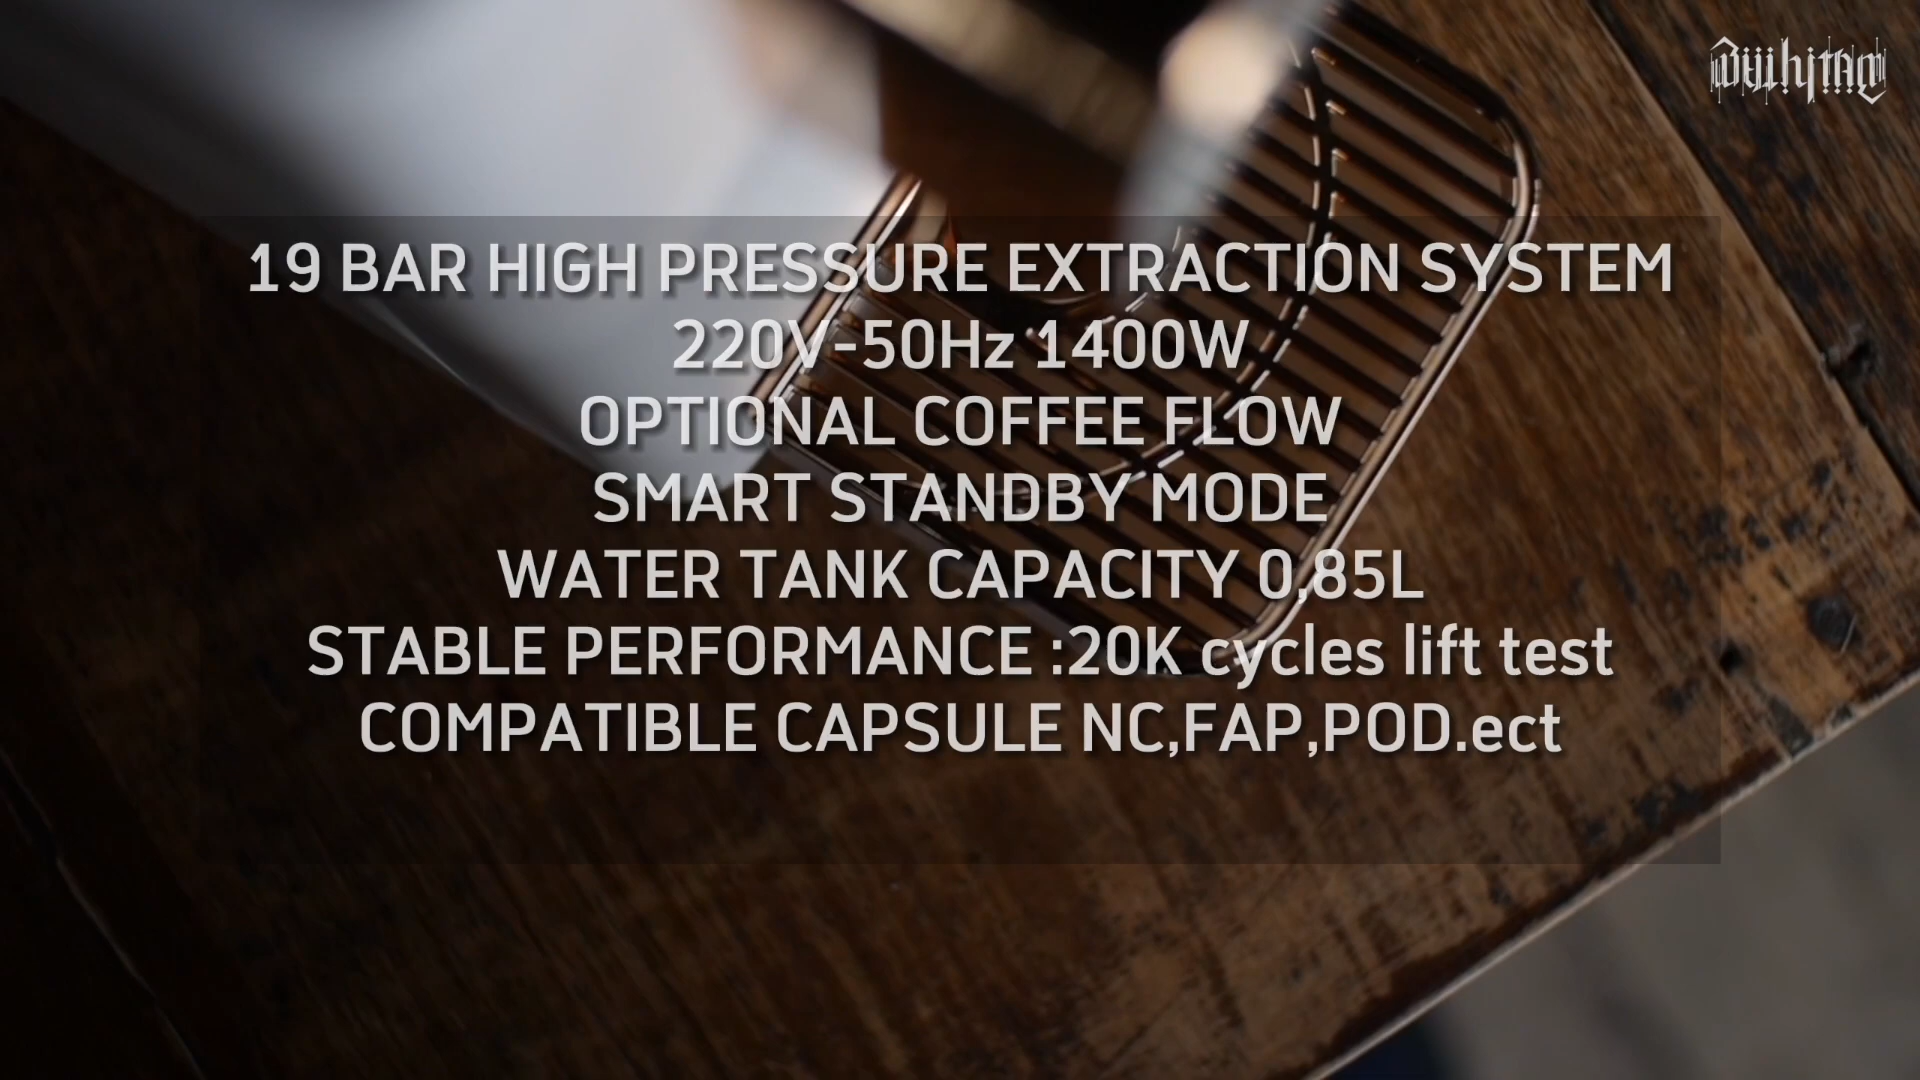 19 BAR HIGH PRESSURE EXTRACTION SYSTEM
220V-50Hz 1400W
OPTIONAL COFFEE FLOW
SMART STANDBY MODE
WATER TANK CAPACITY 0,85L
STABLE PERFORMANCE :20K cycles lift test
COMPATIBLE CAPSULE NC,FAP,POD.ect